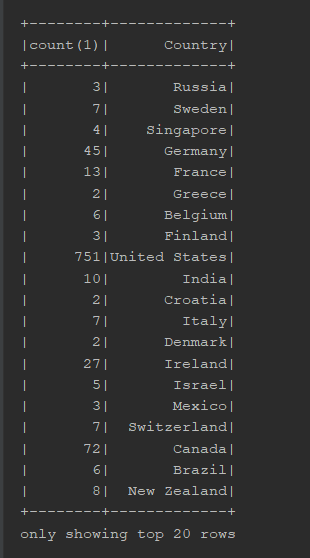 +--------+-------------+
|count(1)|      Country|
+--------+-------------+
|       3|       Russia|
|       7|       Sweden|
|       4|    Singapore|
|      45|      Germany|
|      13|       France|
|       2|       Greece|
|       6|      Belgium|
|       3|      Finland|
|     751|United States|
|      10|        India|
|       2|      Croatia|
|       7|        Italy|
|       2|      Denmark|
|      27|      Ireland|
|       5|       Israel|
|       3|       Mexico|
|       7|  Switzerland|
|      72|       Canada|
|       6|       Brazil|
|       8|  New Zealand|
+--------+-------------+
only showing top 20 rows